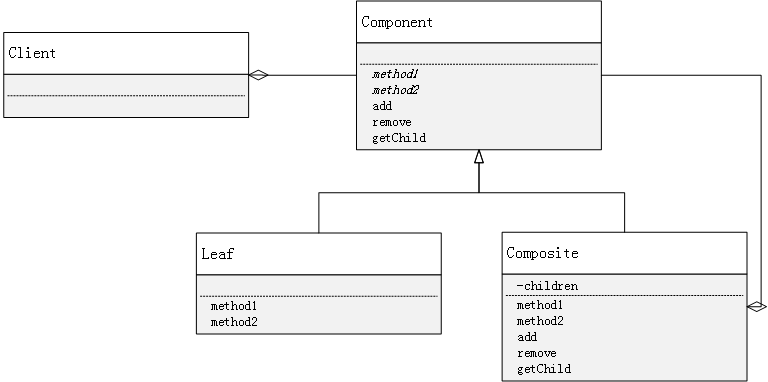 Component
Client
method1
method2
add
remove
getChild
Leaf
method1
method2
Composite
-children
method1
method2
add
remove
getChild